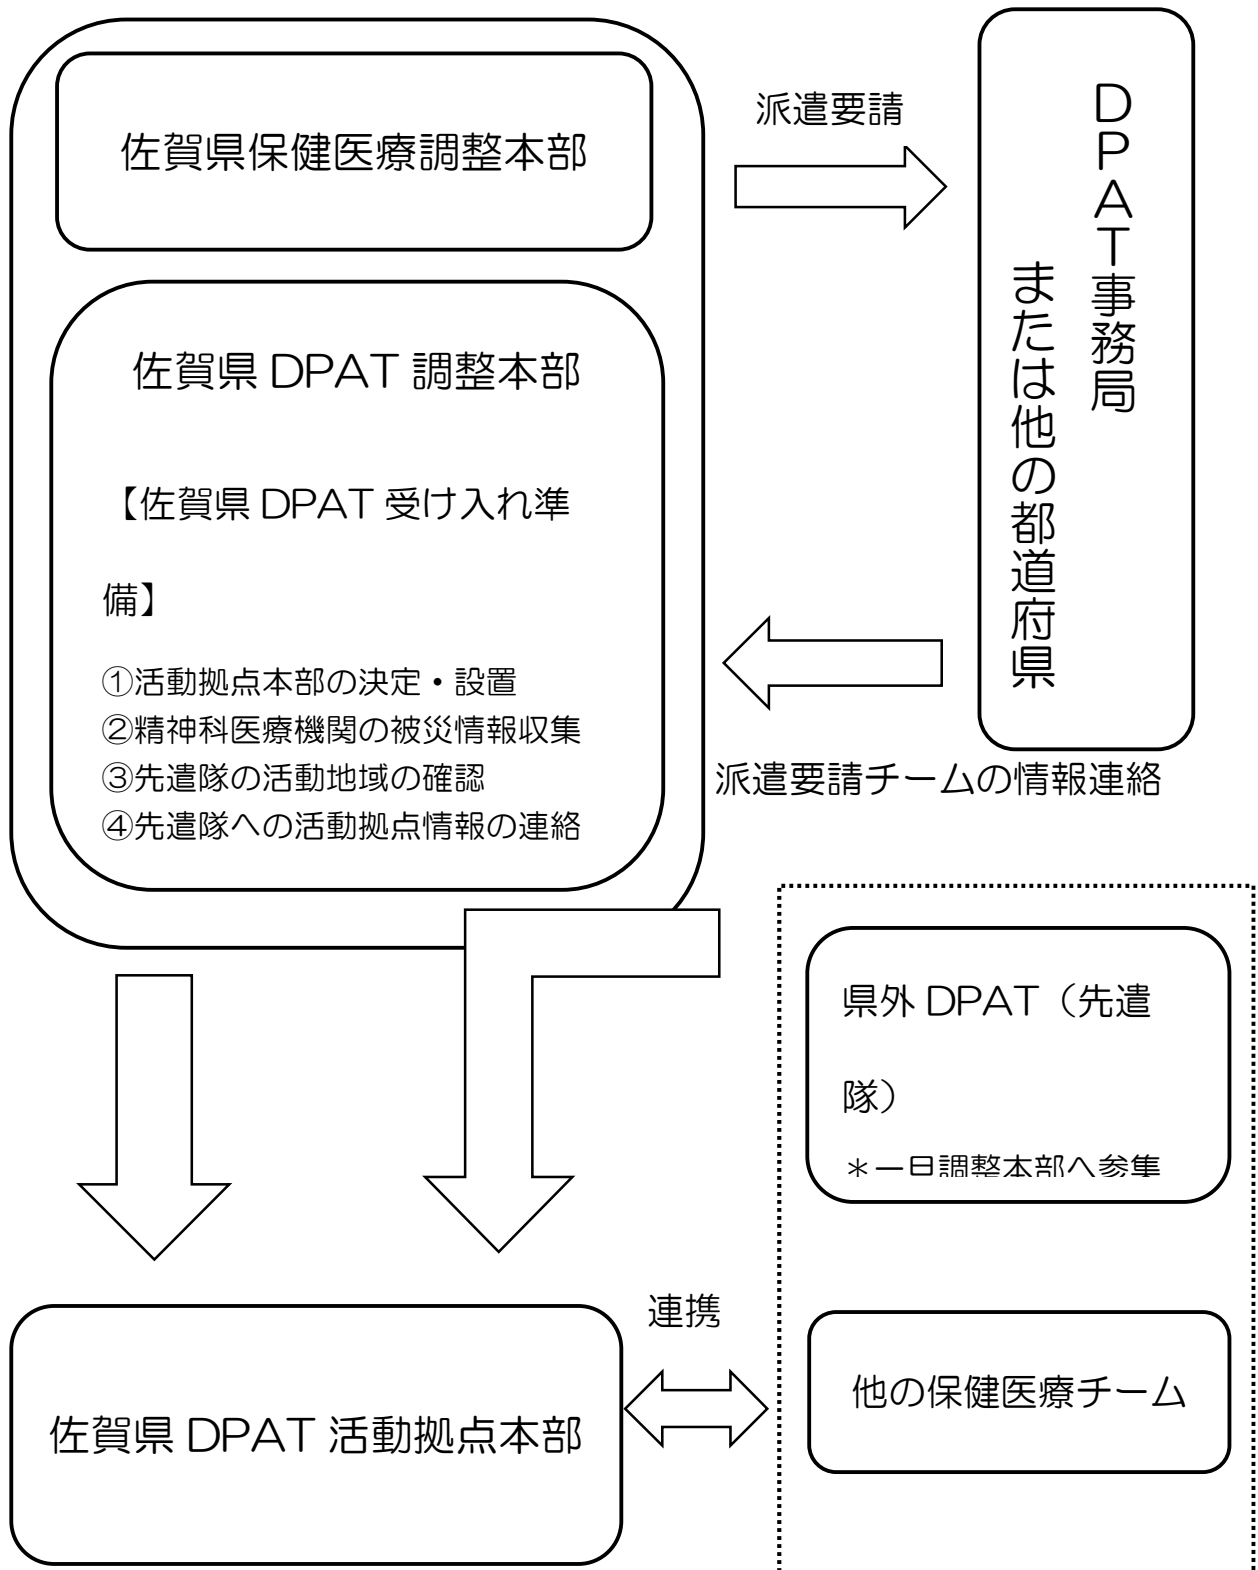 佐賀県保健医療調整本部
佐賀県 DPAT 調整本部
【佐賀県 DPAT 受け入れ準
備】
①活動拠点本部の決定・設置
②精神科医療機関の被災情報収集
③先遣隊の活動地域の確認
④先遣隊への活動拠点情報の連絡
派遣要請
DPAT事務局
または他の都道府県
派遣要請チームの情報連絡
県外 DPAT（先遣
隊）
＊一日調整本部へ参集
連携
他の保健医療チーム
佐賀県 DPAT 活動拠点本部